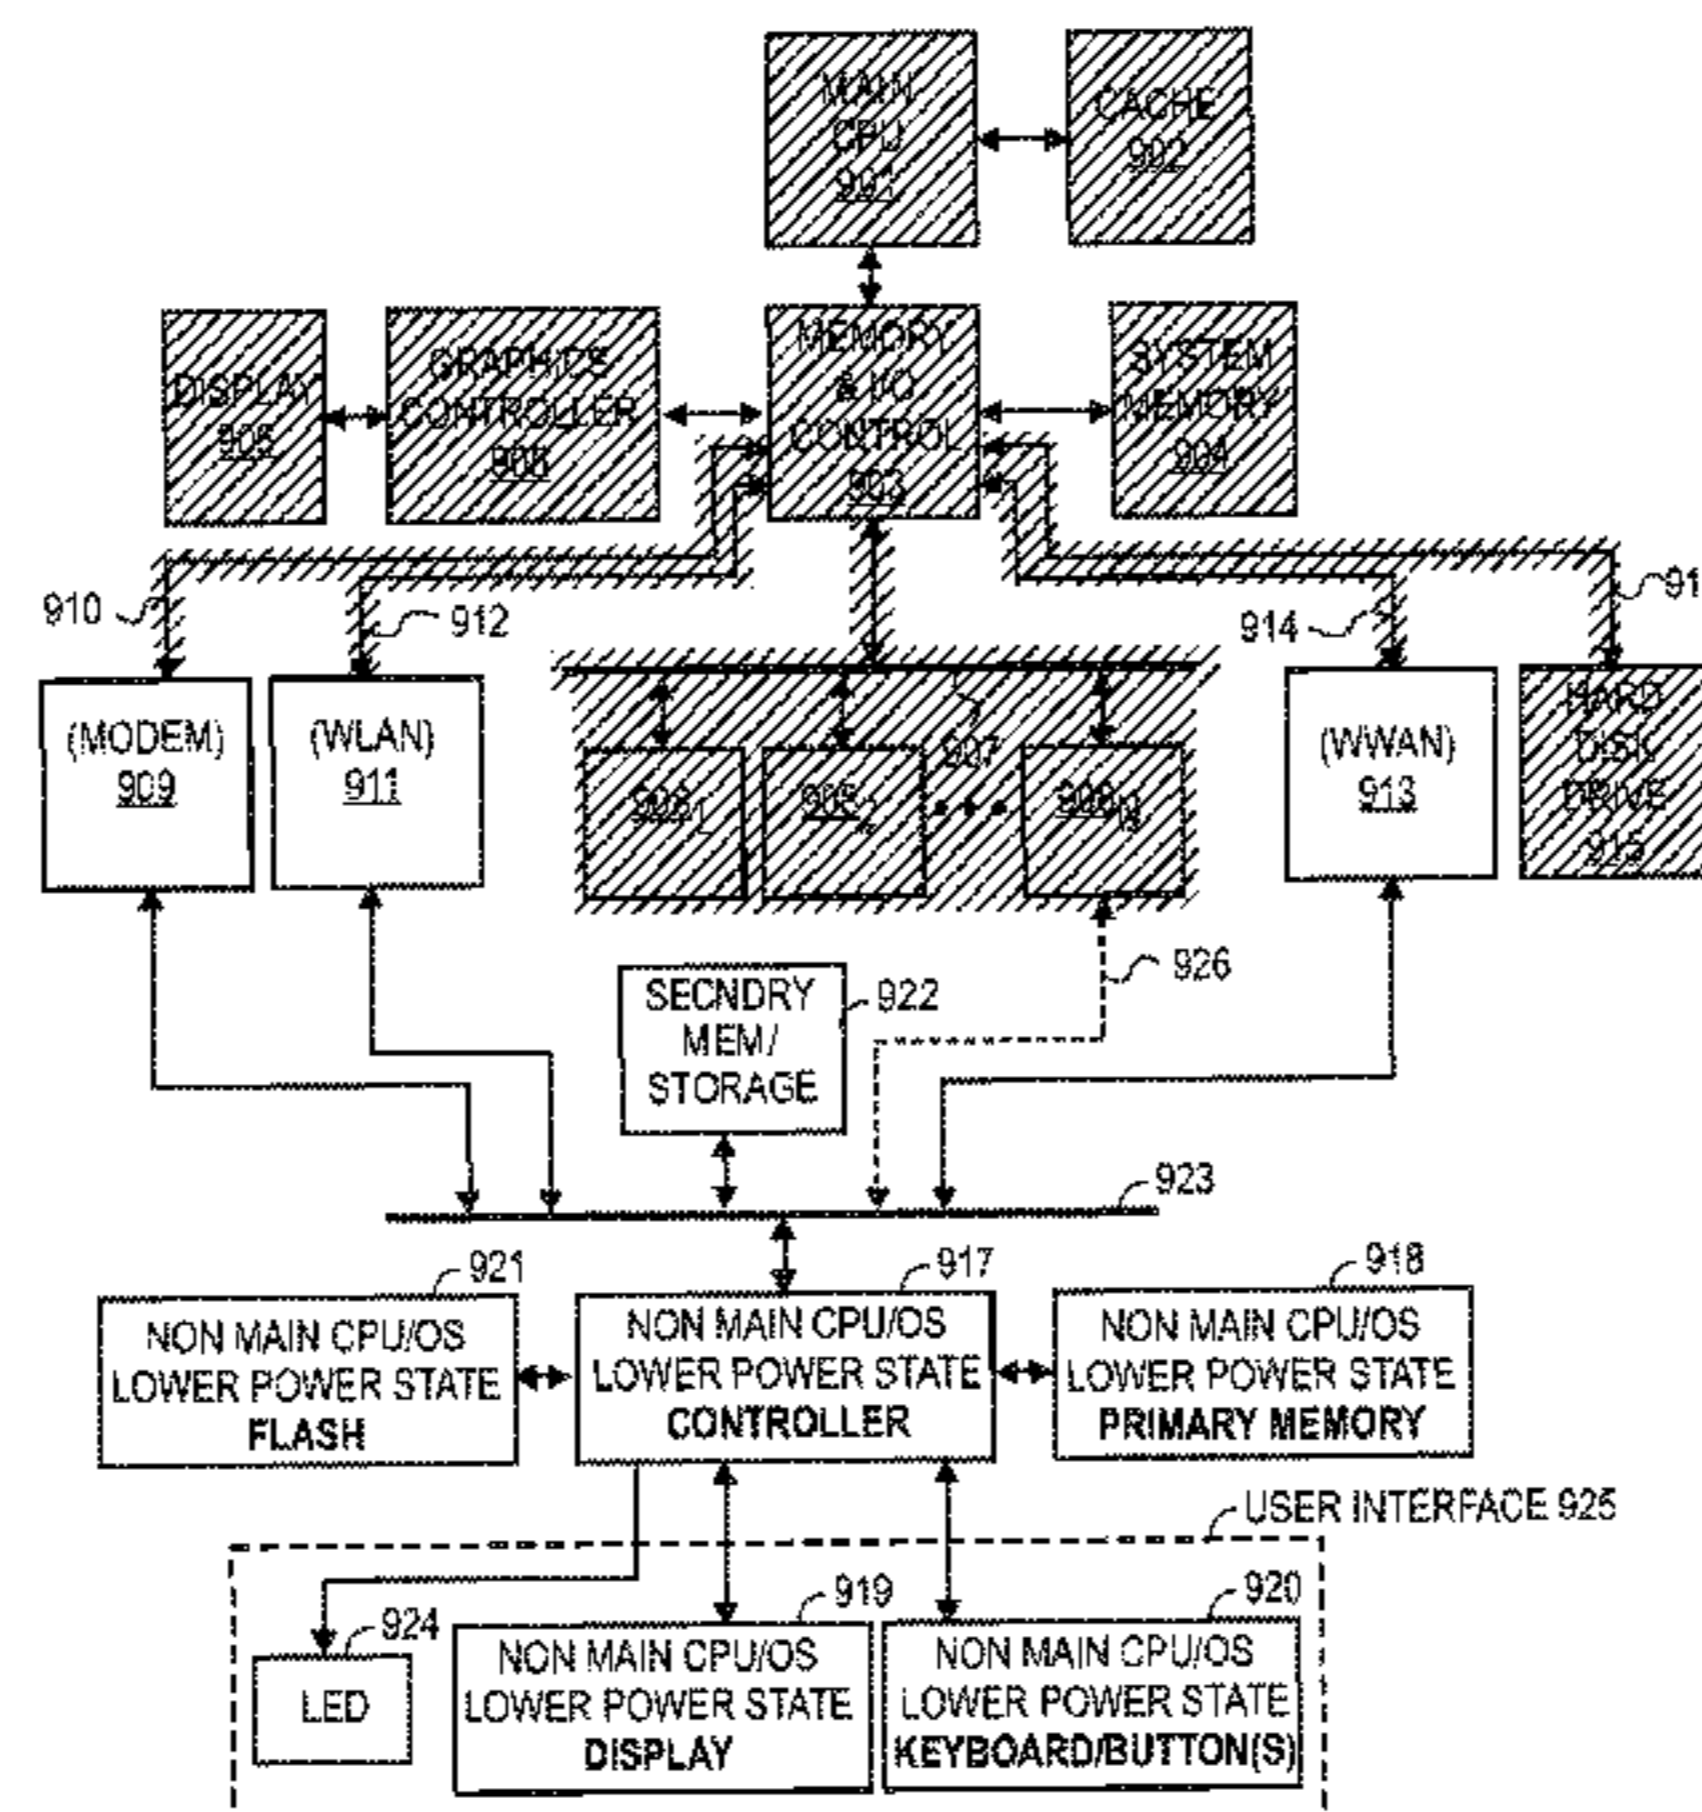 MAIN
CPU
901
CACHE
902
DISPLAY
GRAPHICS
CONTROLLER
MEMORY
& I/O
CONTROL
903
SYSTEM
MEMORY
904
910
912
914
91
(MODEM)
909
(WLAN)
911
907
(WWAN)
913
HARD
DISK
DRIVE
926
SECNDRY
MEM/
STORAGE
922
923
921
NON MAIN CPU/OS
LOWER POWER STATE
FLASH
917
NON MAIN CPU/OS
LOWER POWER STATE
CONTROLLER
918
NON MAIN CPU/OS
LOWER POWER STATE
PRIMARY MEMORY
USER INTERFACE 925
924
LED
919
NON MAIN CPU/OS
LOWER POWER STATE
DISPLAY
920
NON MAIN CPU/OS
LOWER POWER STATE
KEYBOARD/BUTTON(S)